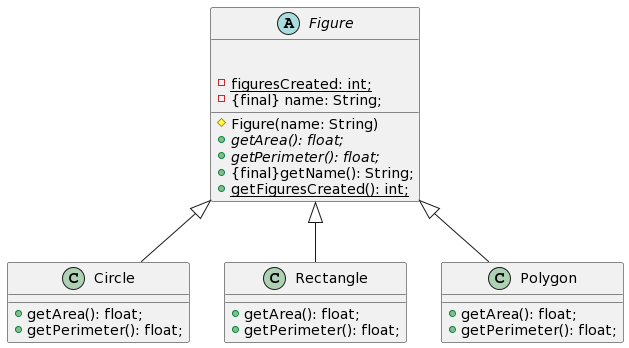 A Figure
figuresCreated: int;
{final} name: String;
Figure(name: String)
getArea(): float;
getPerimeter(): float;
{final}getName(): String;
getFiguresCreated(): int;
C Circle
getArea(): float;
getPerimeter(): float;
C Rectangle
getArea(): float;
getPerimeter(): float;
C Polygon
getArea(): float;
getPerimeter(): float;